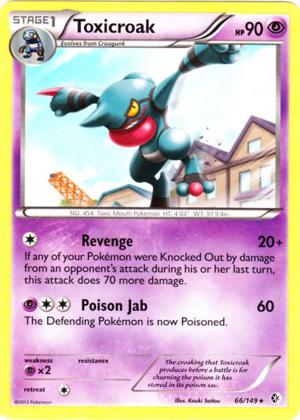 STAGE1 Toxicroak HP90
Evolves from Croagunk
NO. 454 Toxic Mouth Pokémon HT: 4'03" WT: 97.9 lbs.
Revenge 20+
If any of your Pokémon were Knocked Out by damage
from an opponent's attack during his or her last turn,
this attack does 70 more damage.
Poison Jab 60
The Defending Pokémon is now Poisoned.
weakness resistance
×2
retreat
The croaking that Toxicroak
produces before a battle is for
churning the poison it has
stored in its poison sac.
Illus. Kouki Saitou
66/149★
©2012 Pokémon